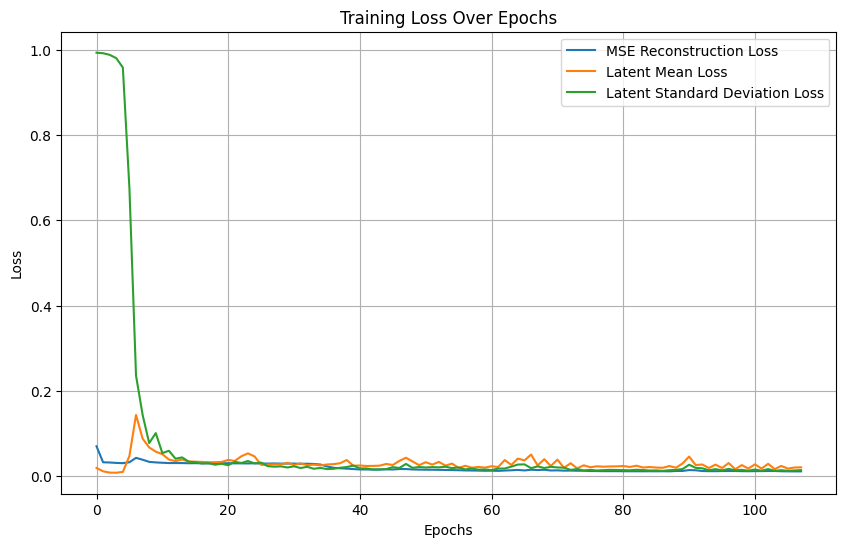 Training Loss Over Epochs
MSE Reconstruction Loss
Latent Mean Loss
Latent Standard Deviation Loss
Loss
1.0
0.8
0.6
0.4
0.2
0.0
0 20 40 60 80 100
Epochs